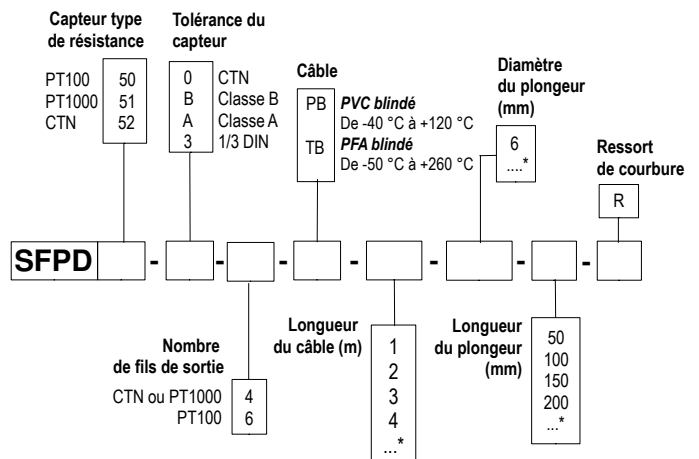 Capteur type
de résistance
PT100 50
PT1000 51
CTN 52
Tolérance du
capteur
0 CTN
B Classe B
A Classe A
3 1/3 DIN
Câble
PB PVC blindé
De -40 °C à +120 °C
TB PFA blindé
De -50 °C à +260 °C
Diamètre
du plongeur
(mm)
6
....*
Ressort
de courbure
R
SFPD - - - - - - -
Nombre
de fils de sortie
CTN ou PT1000 4
PT100 6
Longueur
du câble (m)
1
2
3
4
...*
Longueur
du plongeur
(mm)
50
100
150
200
...*